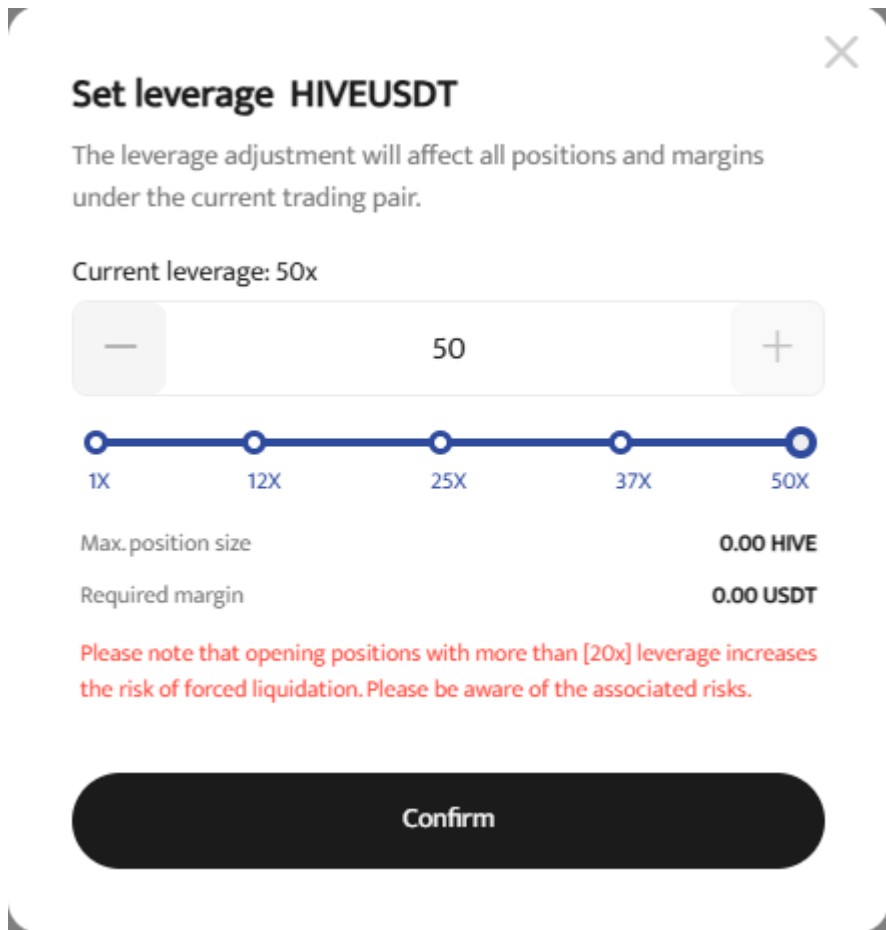 Set leverage HIVEUSDT
The leverage adjustment will affect all positions and margins
under the current trading pair.
Current leverage: 50x
50
1X 12X 25X 37X 50X
Max. position size 0.00 HIVE
Required margin 0.00 USDT
Please note that opening positions with more than [20x] leverage increases
the risk of forced liquidation. Please be aware of the associated risks.
Confirm